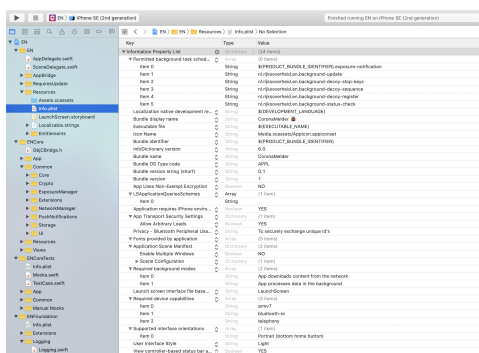 EN
iPhone SE (2nd generation)
Finished running EN on iPhone SE (2nd generation)
EN
EN
Resources
Info.plist
No Selection
EN
EN
AppDelegate.swift
SceneDelegate.swift
AppBridge
RequiresUpdate
Resources
Assets.xcassets
Info.plist
LaunchScreen.storyboard
Localizable.strings
Entitlements
ENCore
ObjCBridge.h
App
Common
Core
Crypto
ExposureManager
Extensions
NetworkManager
PushNotifications
Storage
UI
Resources
Views
ENCoreTests
Info.plist
Mocks.swift
TestCase.swift
App
Common
Manual Mocks
ENFoundation
Info.plist
Extensions
Logging
Logging.swift
Key Type Value
Information Property List Dictionary (24 items)
Permitted background task sched... Array (6 items)
Item 0 String $(PRODUCT_BUNDLE_IDENTIFIER).exposure-notification
Item 1 String nl.rijksoverheid.en.background-update
Item 2 String nl.rijksoverheid.en.background-decoy-stop-keys
Item 3 String nl.rijksoverheid.en.background-decoy-sequence
Item 4 String nl.rijksoverheid.en.background-decoy-register
Item 5 String nl.rijksoverheid.en.background-status-check
Localization native development re... String $(DEVELOPMENT_LANGUAGE)
Bundle display name String CoronaMelder
Executable file String $(EXECUTABLE_NAME)
Icon Name String Media.xcassets/AppIcon.appiconset
Bundle identifier String $(PRODUCT_BUNDLE_IDENTIFIER)
InfoDictionary version String 6.0
Bundle name String CoronaMelder
Bundle OS Type code String APPL
Bundle version string (short) String 0.1
Bundle version String 1
App Uses Non-Exempt Encryption Boolean NO
LSApplicationQueriesSchemes Array (1 item)
Item 0 String
Application requires iPhone enviro... Boolean YES
App Transport Security Settings Dictionary (1 item)
Allow Arbitrary Loads Boolean YES
Privacy - Bluetooth Peripheral Usa... String To securely exchange unique id's
Fonts provided by application Array (0 items)
Application Scene Manifest Dictionary (2 items)
Enable Multiple Windows Boolean NO
Scene Configuration Dictionary (1 item)
Required background modes Array (2 items)
Item 0 String App downloads content from the network
Item 1 String App processes data in the background
Launch screen interface file base... String LaunchScreen
Required device capabilities Array (3 items)
Item 0 String armv7
Item 1 String bluetooth-le
Item 2 String telephony
Supported interface orientations Array (1 item)
Item 0 String Portrait (bottom home button)
User Interface Style String Light
View controller-based status bar a... Boolean YES